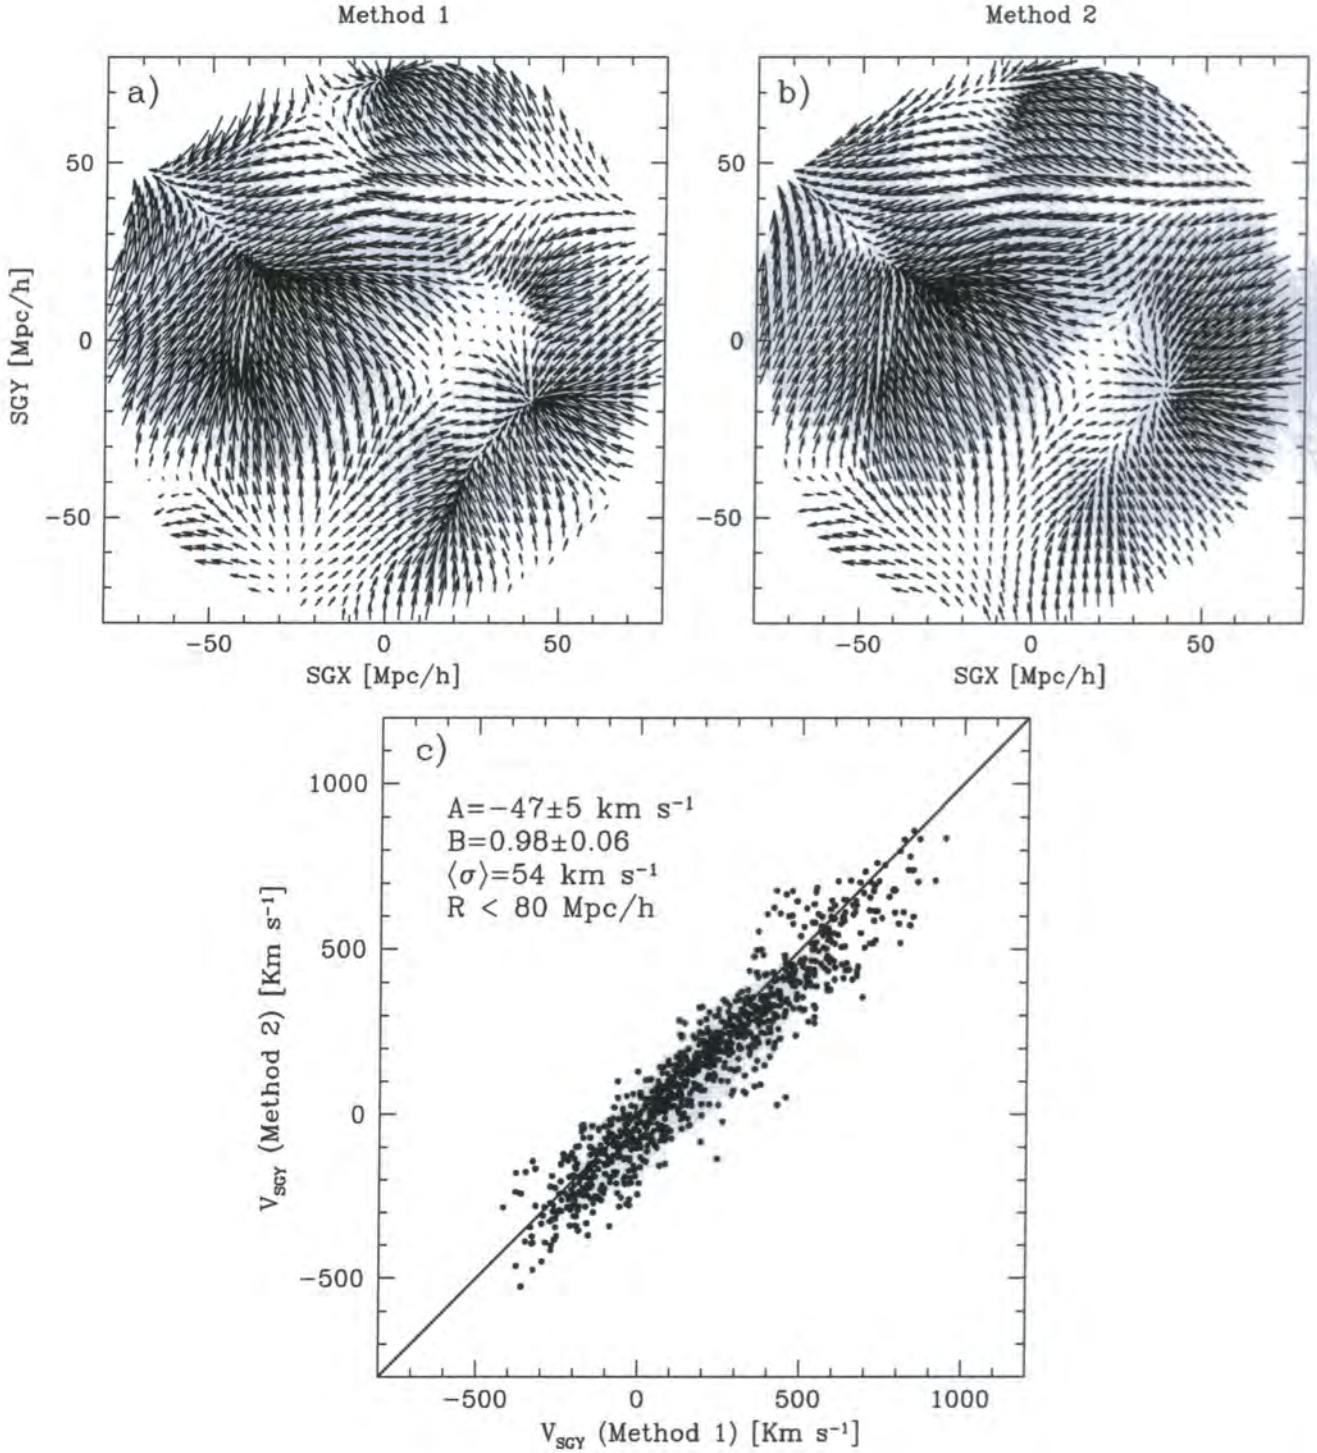 Method 1
Method 2
a)
b)
50
0
−50
SGY [Mpc/h]
−50
0
50
SGX [Mpc/h]
50
0
−50
−50
0
50
SGX [Mpc/h]
c)
A=−47±5 km s⁻¹
B=0.98±0.06
⟨σ⟩=54 km s⁻¹
R < 80 Mpc/h
1000
500
0
−500
V_SGY (Method 2) [Km s⁻¹]
−500
0
500
1000
V_SGY (Method 1) [Km s⁻¹]